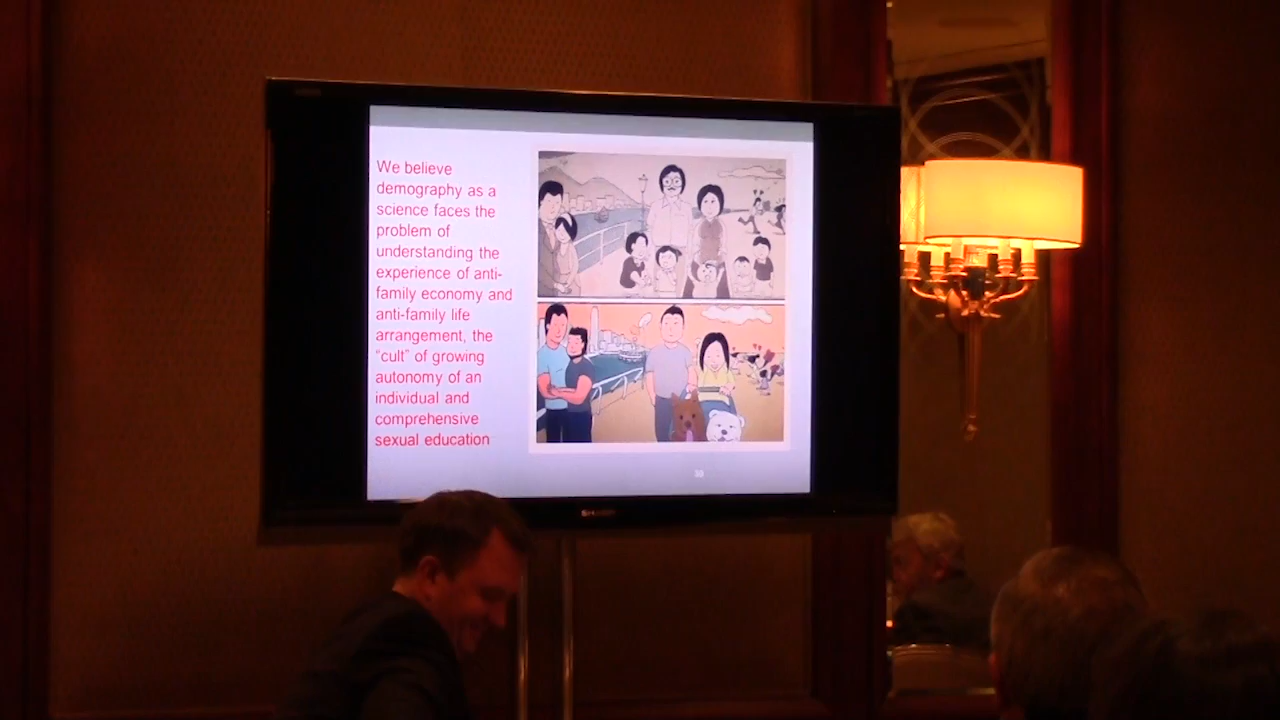 We believe
demography as a
science faces the
problem of
understanding the
experience of anti-
family economy and
anti-family life
arrangement, the
“cult” of growing
autonomy of an
individual and
comprehensive
sexual education
30